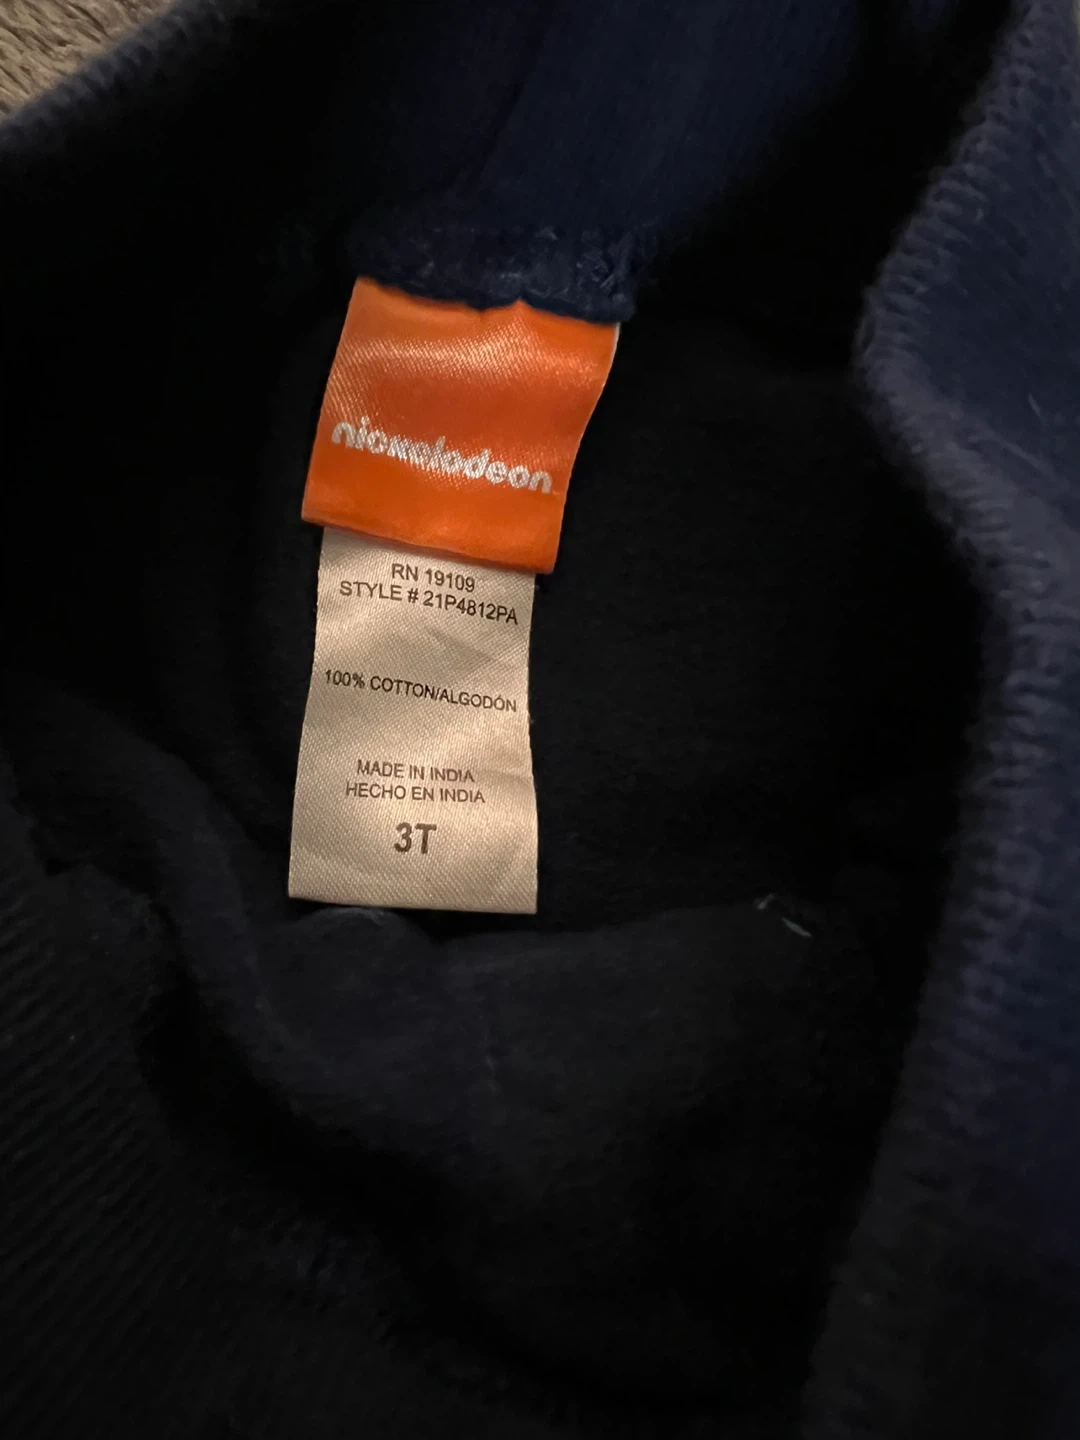 nickelodeon
RN 19109
STYLE # 21P4812PA
100% COTTON/ALGODÓN
MADE IN INDIA
HECHO EN INDIA
3T